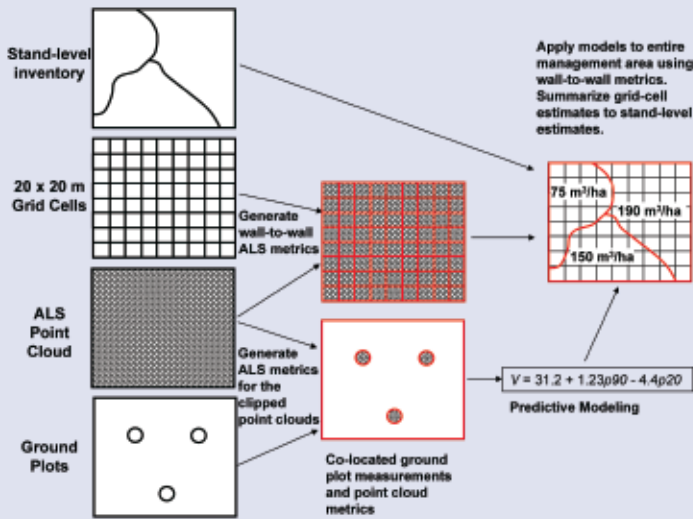 Stand-level
inventory
20 x 20 m
Grid Cells
ALS
Point
Cloud
Ground
Plots
Generate
wall-to-wall
ALS metrics
Generate
ALS metrics
for the
clipped
point clouds
Co-located ground
plot measurements
and point cloud
metrics
Apply models to entire
management area using
wall-to-wall metrics.
Summarize grid-cell
estimates to stand-level
estimates.
75 m³/ha
190 m³/ha
150 m³/ha
V = 31.2 + 1.23p90 - 4.4p20
Predictive Modeling